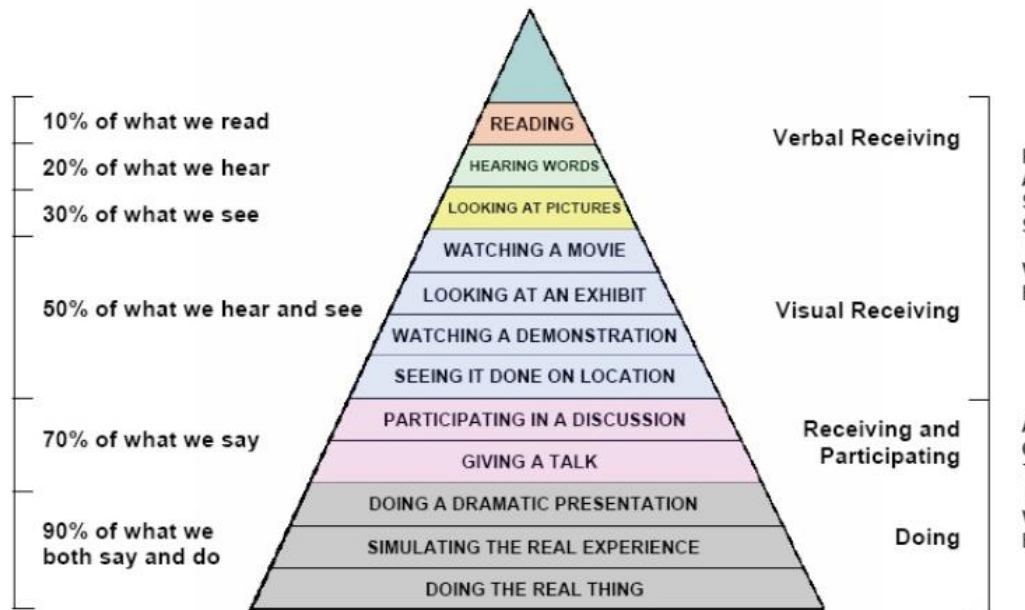 10% of what we read
20% of what we hear
30% of what we see
50% of what we hear and see
70% of what we say
90% of what we
both say and do
READING
HEARING WORDS
LOOKING AT PICTURES
WATCHING A MOVIE
LOOKING AT AN EXHIBIT
WATCHING A DEMONSTRATION
SEEING IT DONE ON LOCATION
PARTICIPATING IN A DISCUSSION
GIVING A TALK
DOING A DRAMATIC PRESENTATION
SIMULATING THE REAL EXPERIENCE
DOING THE REAL THING
Verbal Receiving
Visual Receiving
Receiving and
Participating
Doing